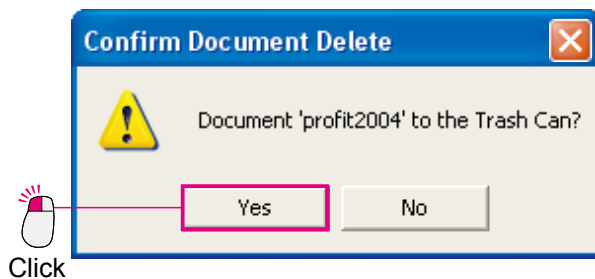 Confirm Document Delete
Document 'profit2004' to the Trash Can?
Yes No
Click